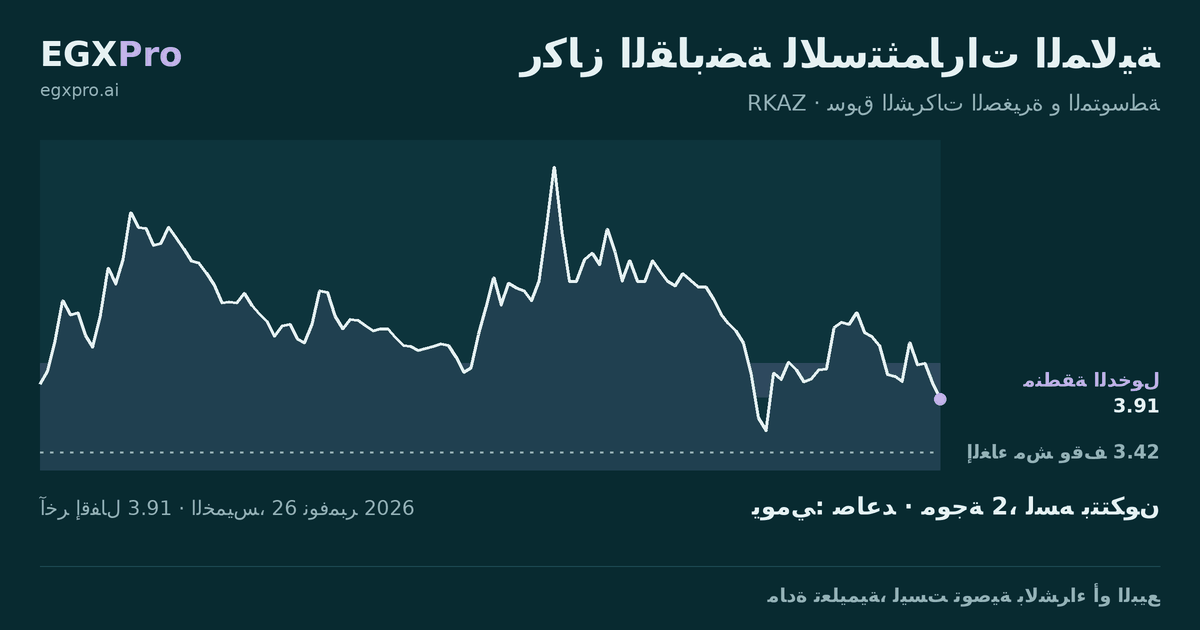 EGXPro
egxpro.ai
ركاز القابضة للاستثمارات المالية
RKAZ · سوق الشركات الصغيرة و المتوسطة
منطقة الدخول
3.91
إلغاء مش وقف 3.42
يومي: صاعد · موجة 2، لسه بتتكون
آخر إقفال 3.91 · الخميس، 26 نوفمبر 2026
مادة تعليمية، ليست توصية بالشراء أو البيع